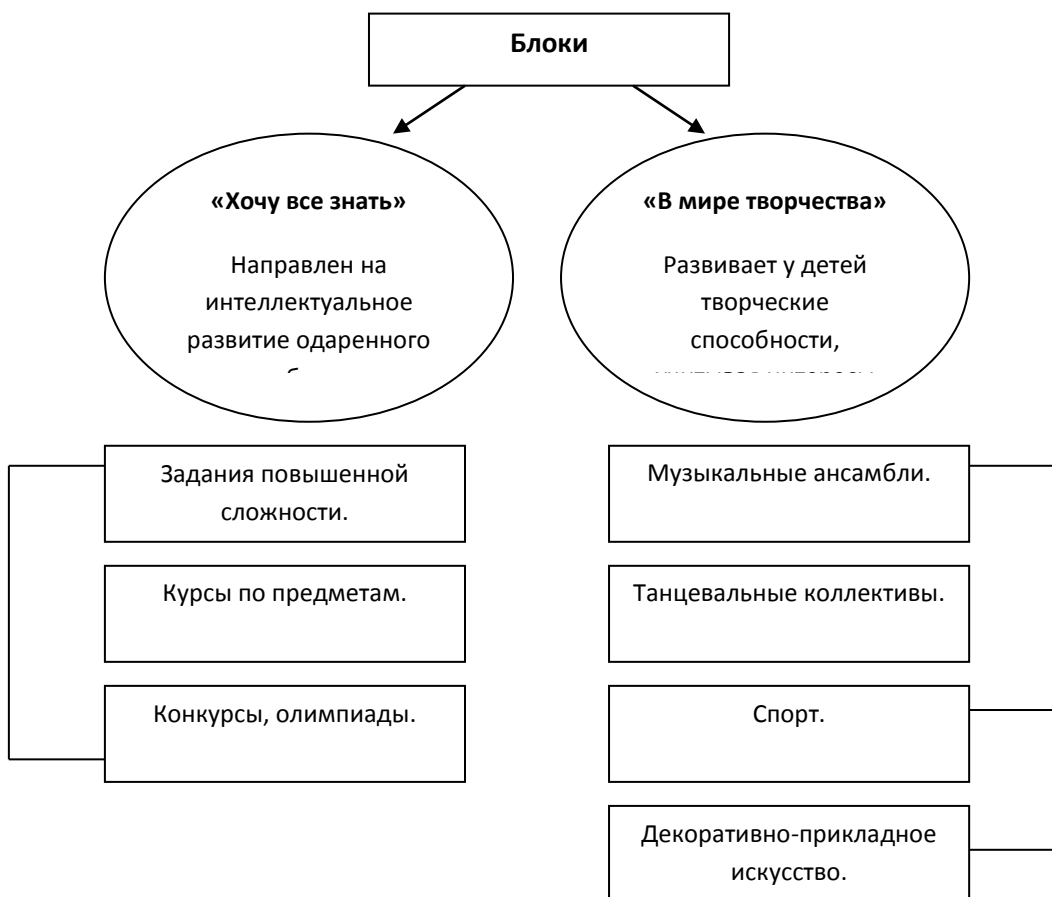 Блоки
«Хочу все знать»
Направлен на
интеллектуальное
развитие одаренного
«В мире творчества»
Развивает у детей
творческие
способности,
Задания повышенной
сложности.
Курсы по предметам.
Конкурсы, олимпиады.
Музыкальные ансамбли.
Танцевальные коллективы.
Спорт.
Декоративно-прикладное
искусство.